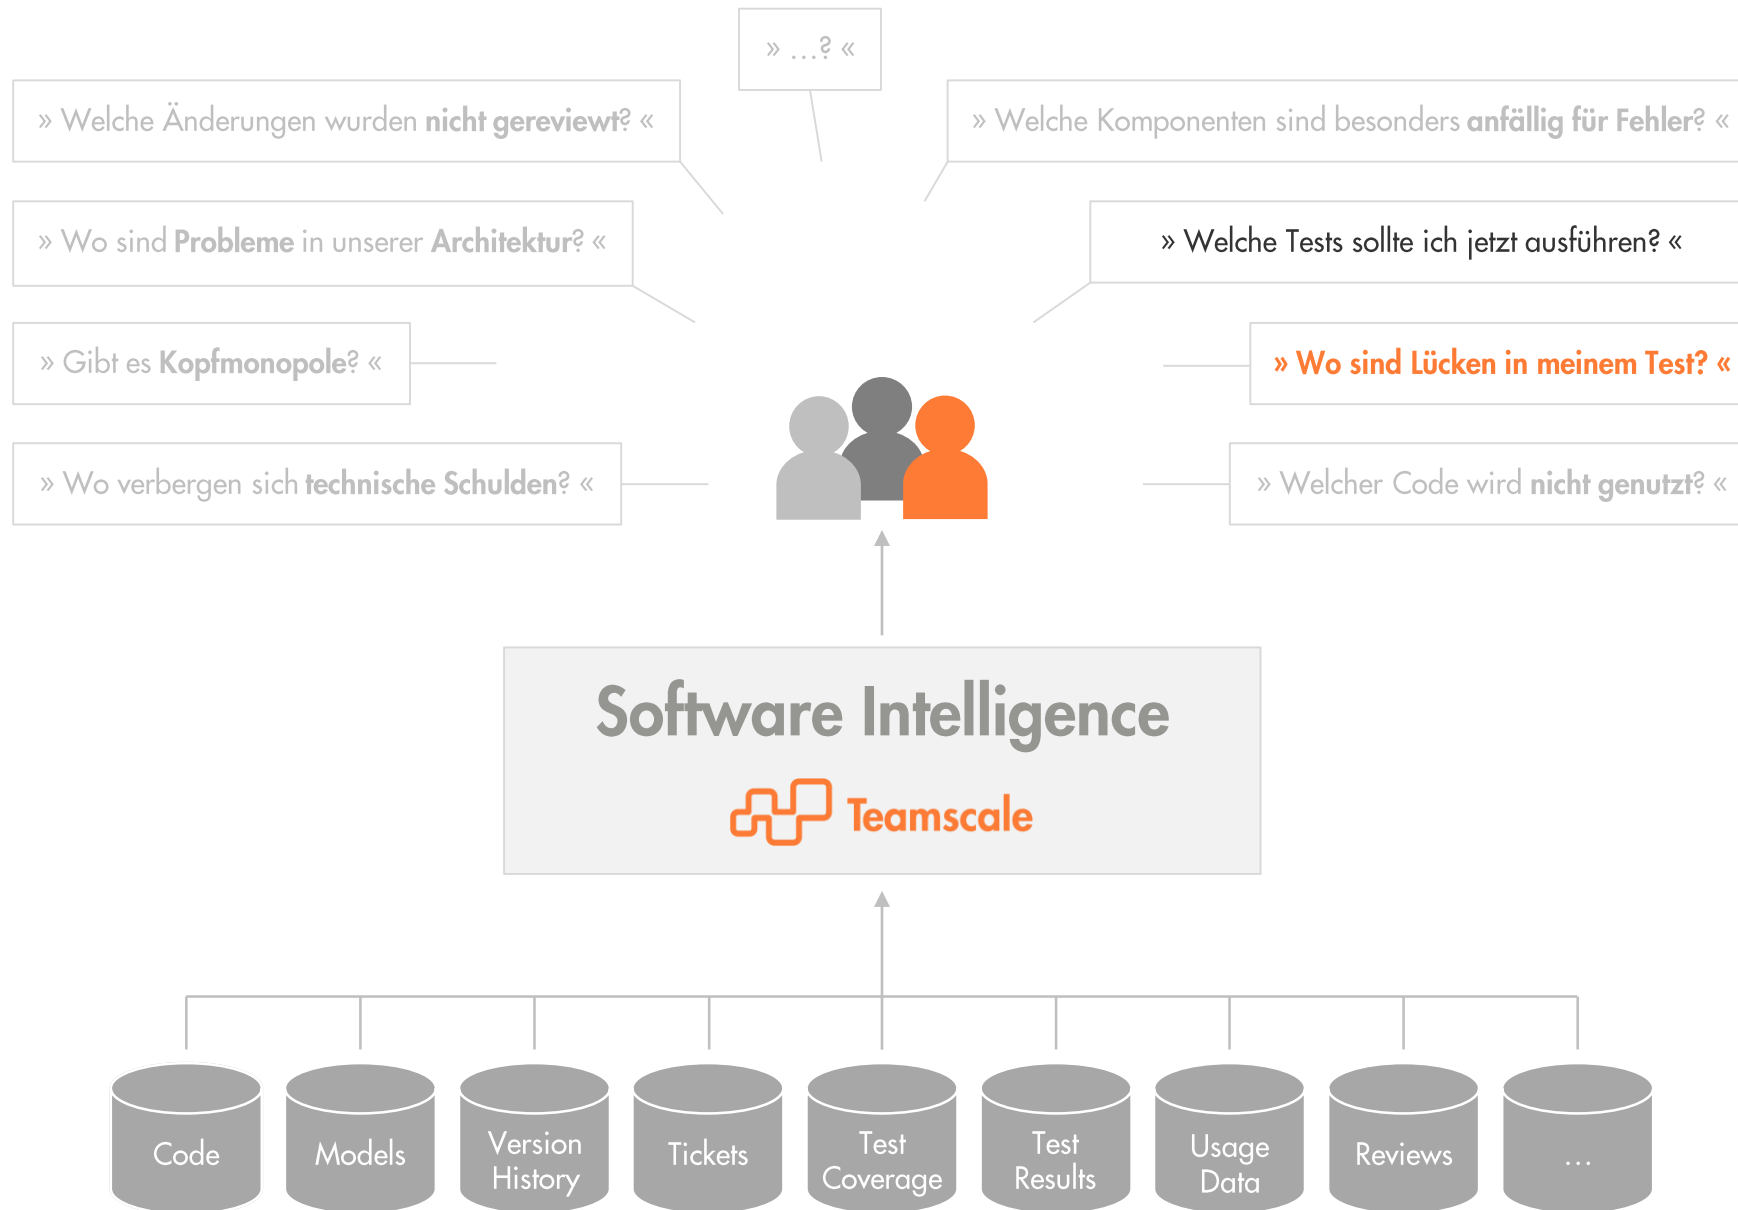 » …? «
» Welche Änderungen wurden nicht gereviewt? «
» Welche Komponenten sind besonders anfällig für Fehler? «
» Wo sind Probleme in unserer Architektur? «
» Welche Tests sollte ich jetzt ausführen? «
» Gibt es Kopfmonopole? «
» Wo sind Lücken in meinem Test? «
» Wo verbergen sich technische Schulden? «
» Welcher Code wird nicht genutzt? «
Software Intelligence
Teamscale
Code
Models
Version
History
Tickets
Test
Coverage
Test
Results
Usage
Data
Reviews
…